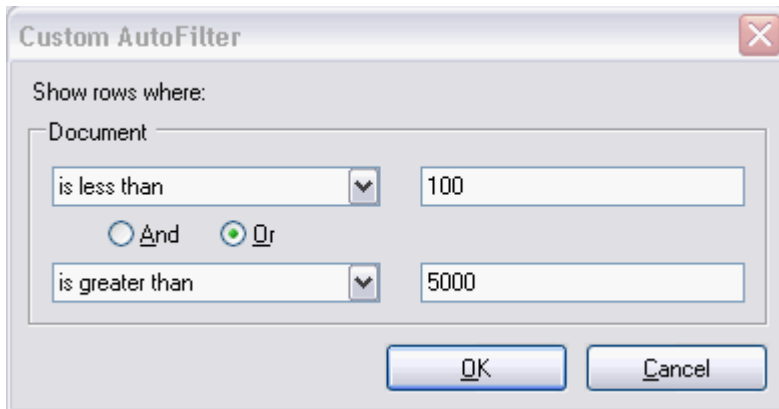 Custom AutoFilter
Show rows where:
Document
is less than 100
And Or
is greater than 5000
OK Cancel